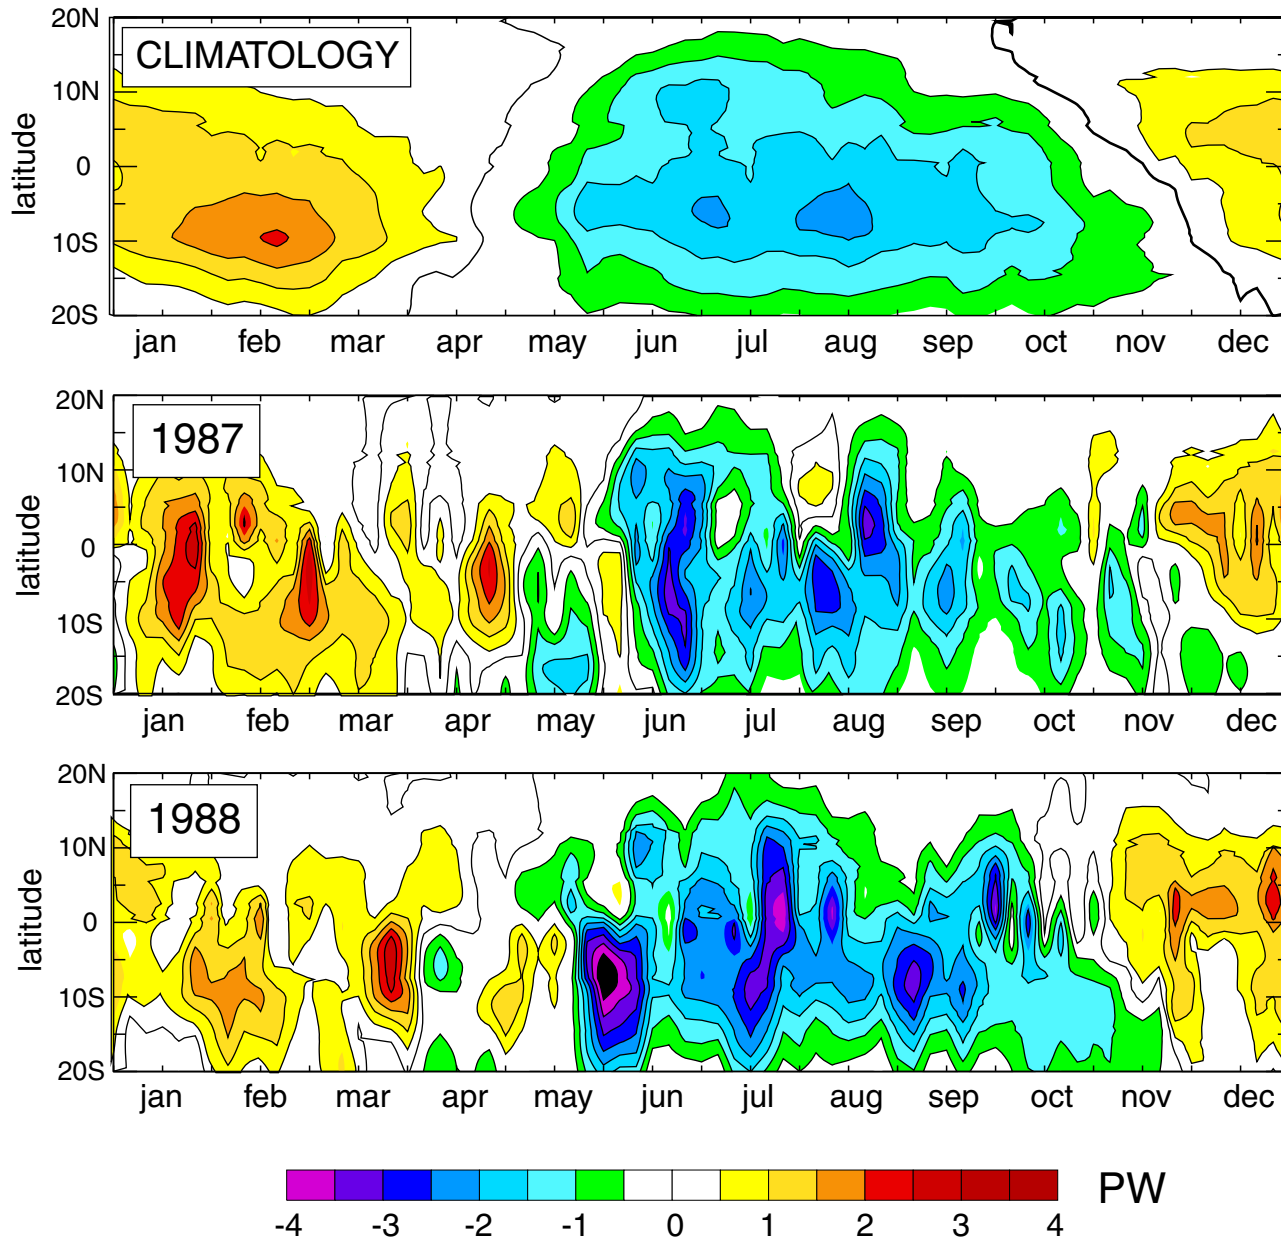 20N
CLIMATOLOGY
10N
latitude
0
10S
20S
jan feb mar apr may jun jul aug sep oct nov dec
20N
1987
10N
latitude
0
10S
20S
jan feb mar apr may jun jul aug sep oct nov dec
20N
1988
10N
latitude
0
10S
20S
jan feb mar apr may jun jul aug sep oct nov dec
PW
-4 -3 -2 -1 0 1 2 3 4